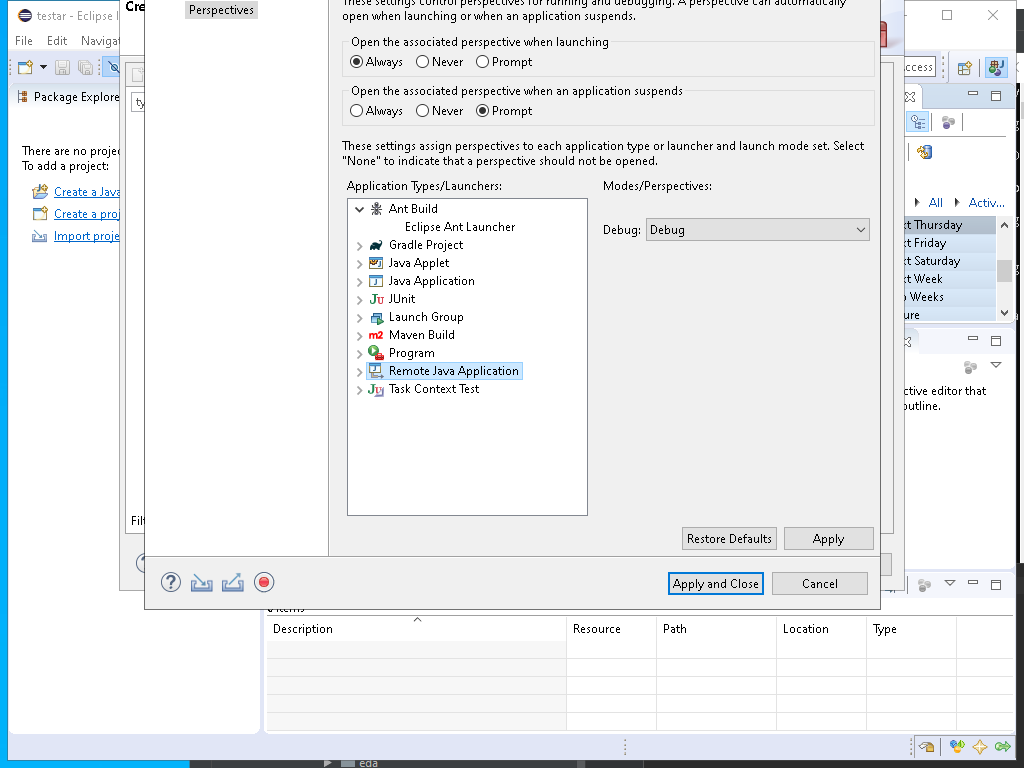 testar - Eclipse I
Cre
File Edit Navigat
Package Explore
There are no projec
To add a project:
Create a Java
Create a proj
Import proje
ty
Filt
Perspectives
These settings control perspectives for running and debugging. A perspective can automatically
open when launching or when an application suspends.
Open the associated perspective when launching
Always Never Prompt
Open the associated perspective when an application suspends
Always Never Prompt
These settings assign perspectives to each application type or launcher and launch mode set. Select
"None" to indicate that a perspective should not be opened.
Application Types/Launchers:
Modes/Perspectives:
Ant Build
Eclipse Ant Launcher
Gradle Project
Java Applet
Java Application
JUnit
Launch Group
Maven Build
Program
Remote Java Application
Task Context Test
Debug: Debug
Restore Defaults Apply
Apply and Close Cancel
ccess
All Activ...
xt Thursday
xt Friday
xt Saturday
xt Week
o Weeks
ure
ctive editor that
outline.
Description Resource Path Location Type
eda